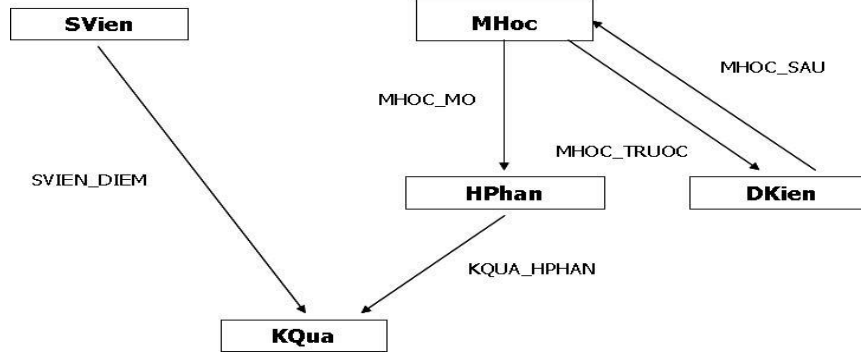 SVien
MHoc
MHOC_SAU
MHOC_MO
MHOC_TRUOC
SVIEN_DIEM
HPhan
DKien
KQUA_HPHAN
KQua